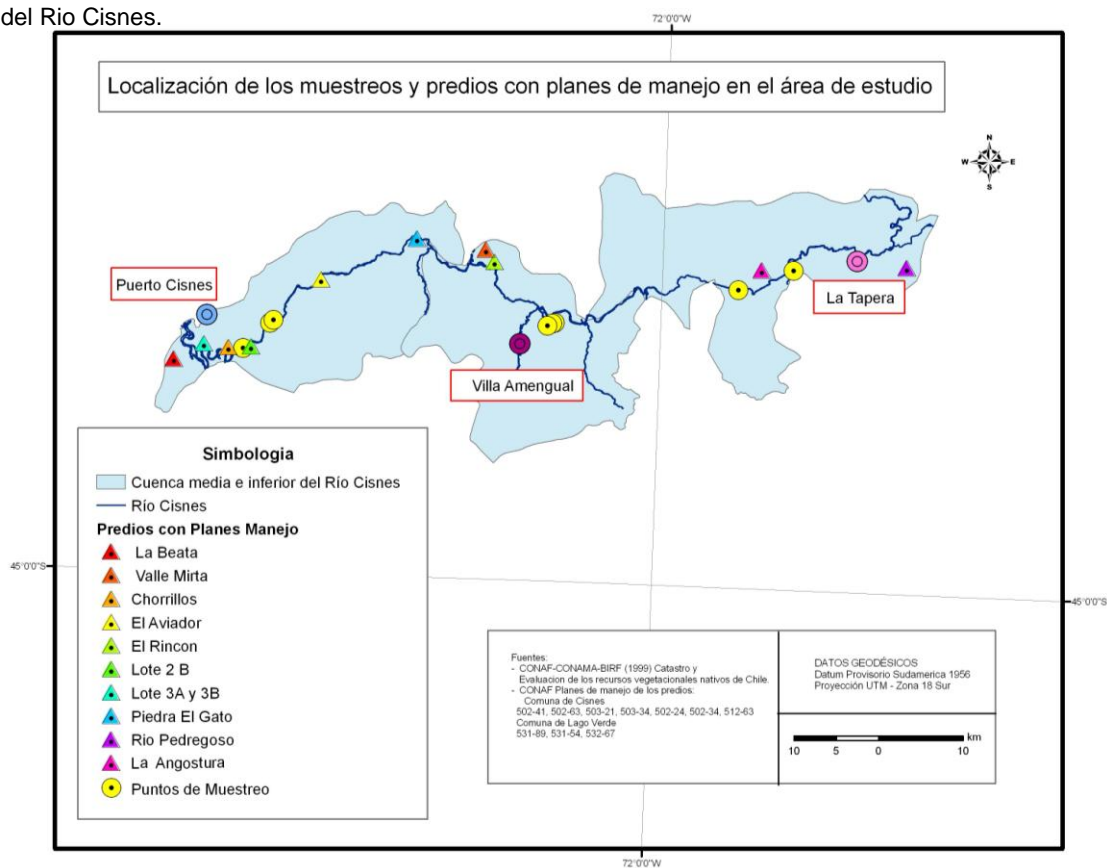 del Rio Cisnes.
72°0'0"W
Localización de los muestreos y predios con planes de manejo en el área de estudio
N
W E
S
Puerto Cisnes
La Tapera
Villa Amengual
Simbologia
Cuenca media e inferior del Río Cisnes
Río Cisnes
Predios con Planes Manejo
La Beata
Valle Mirta
Chorrillos
El Aviador
El Rincon
Lote 2 B
Lote 3A y 3B
Piedra El Gato
Rio Pedregoso
La Angostura
Puntos de Muestreo
45°0'0"S
45°0'0"S
Fuentes:
- CONAF-CONAMA-BIRF (1999) Catastro y
Evaluacion de los recursos vegetacionales nativos de Chile.
- CONAF Planes de manejo de los predios:
Comuna de Cisnes
502-41, 502-63, 503-21, 503-34, 502-24, 502-34, 512-63
Comuna de Lago Verde
531-89, 531-54, 532-67
DATOS GEODÉSICOS
Datum Provisorio Sudamerica 1956
Proyección UTM - Zona 18 Sur
km
10 5 0 10
72°0'0"W